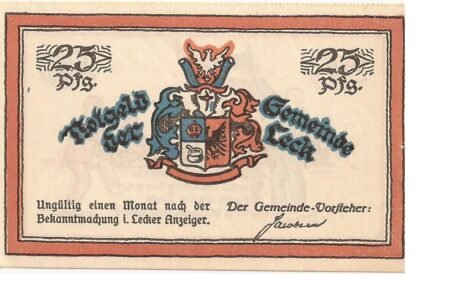 25 Pfg.
25 Pfg.
Notgeld der
Gemeinde Leck
Ungültig einen Monat nach der
Bekanntmachung i. Lecker Anzeiger.
Der Gemeinde-Vorsteher:
Jacobsen